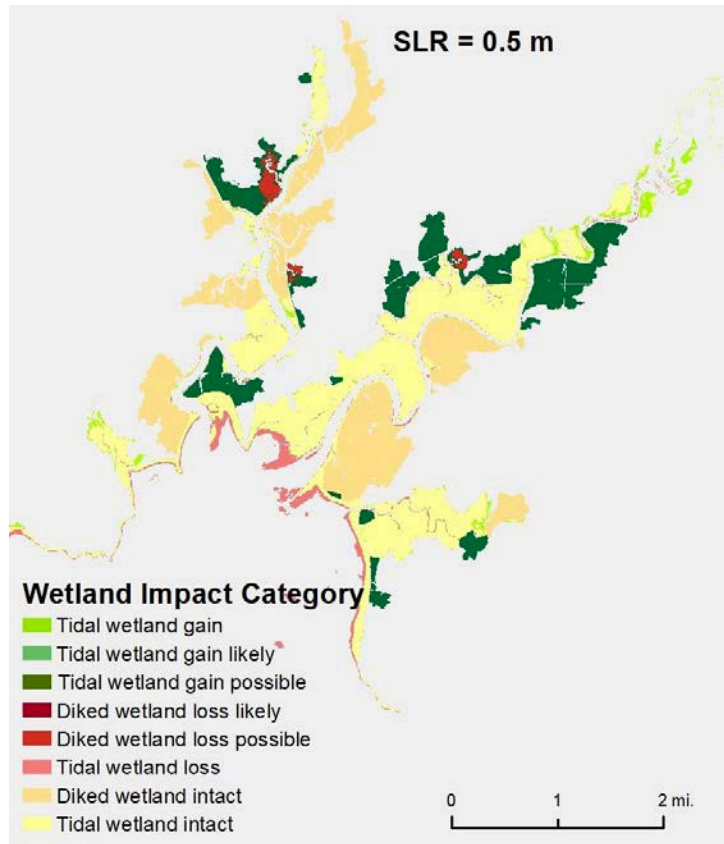 SLR = 0.5 m
Wetland Impact Category
Tidal wetland gain
Tidal wetland gain likely
Tidal wetland gain possible
Diked wetland loss likely
Diked wetland loss possible
Tidal wetland loss
Diked wetland intact
Tidal wetland intact
0 1 2 mi.